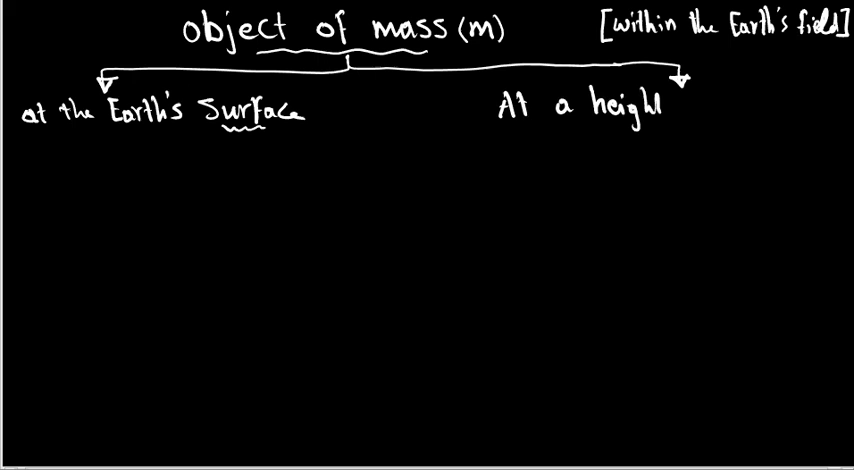 object of mass (m) [within the Earth's field]
at the Earth's Surface
At a height